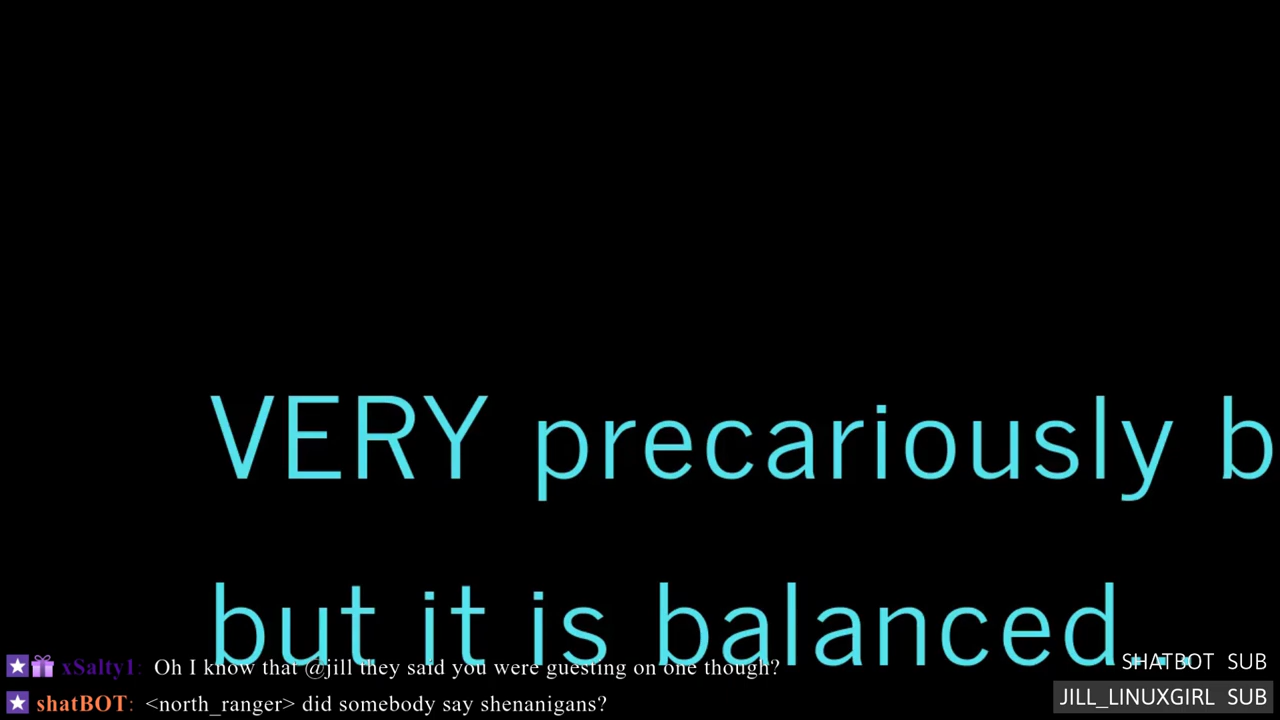 VERY precariously b
but it is balanced...
xSalty1: Oh I know that @jill they said you were guesting on one though?
SHATBOT SUB
shatBOT: <north_ranger> did somebody say shenanigans?
JILL_LINUXGIRL SUB